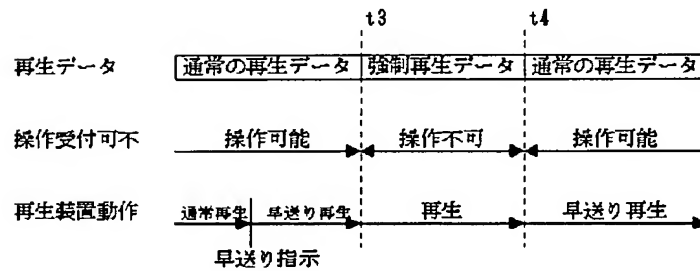 t3 t4
再生データ 通常の再生データ 強制再生データ 通常の再生データ
操作受付可不 操作可能 操作不可 操作可能
再生装置動作 通常再生 早送り再生 再生 早送り再生
早送り指示